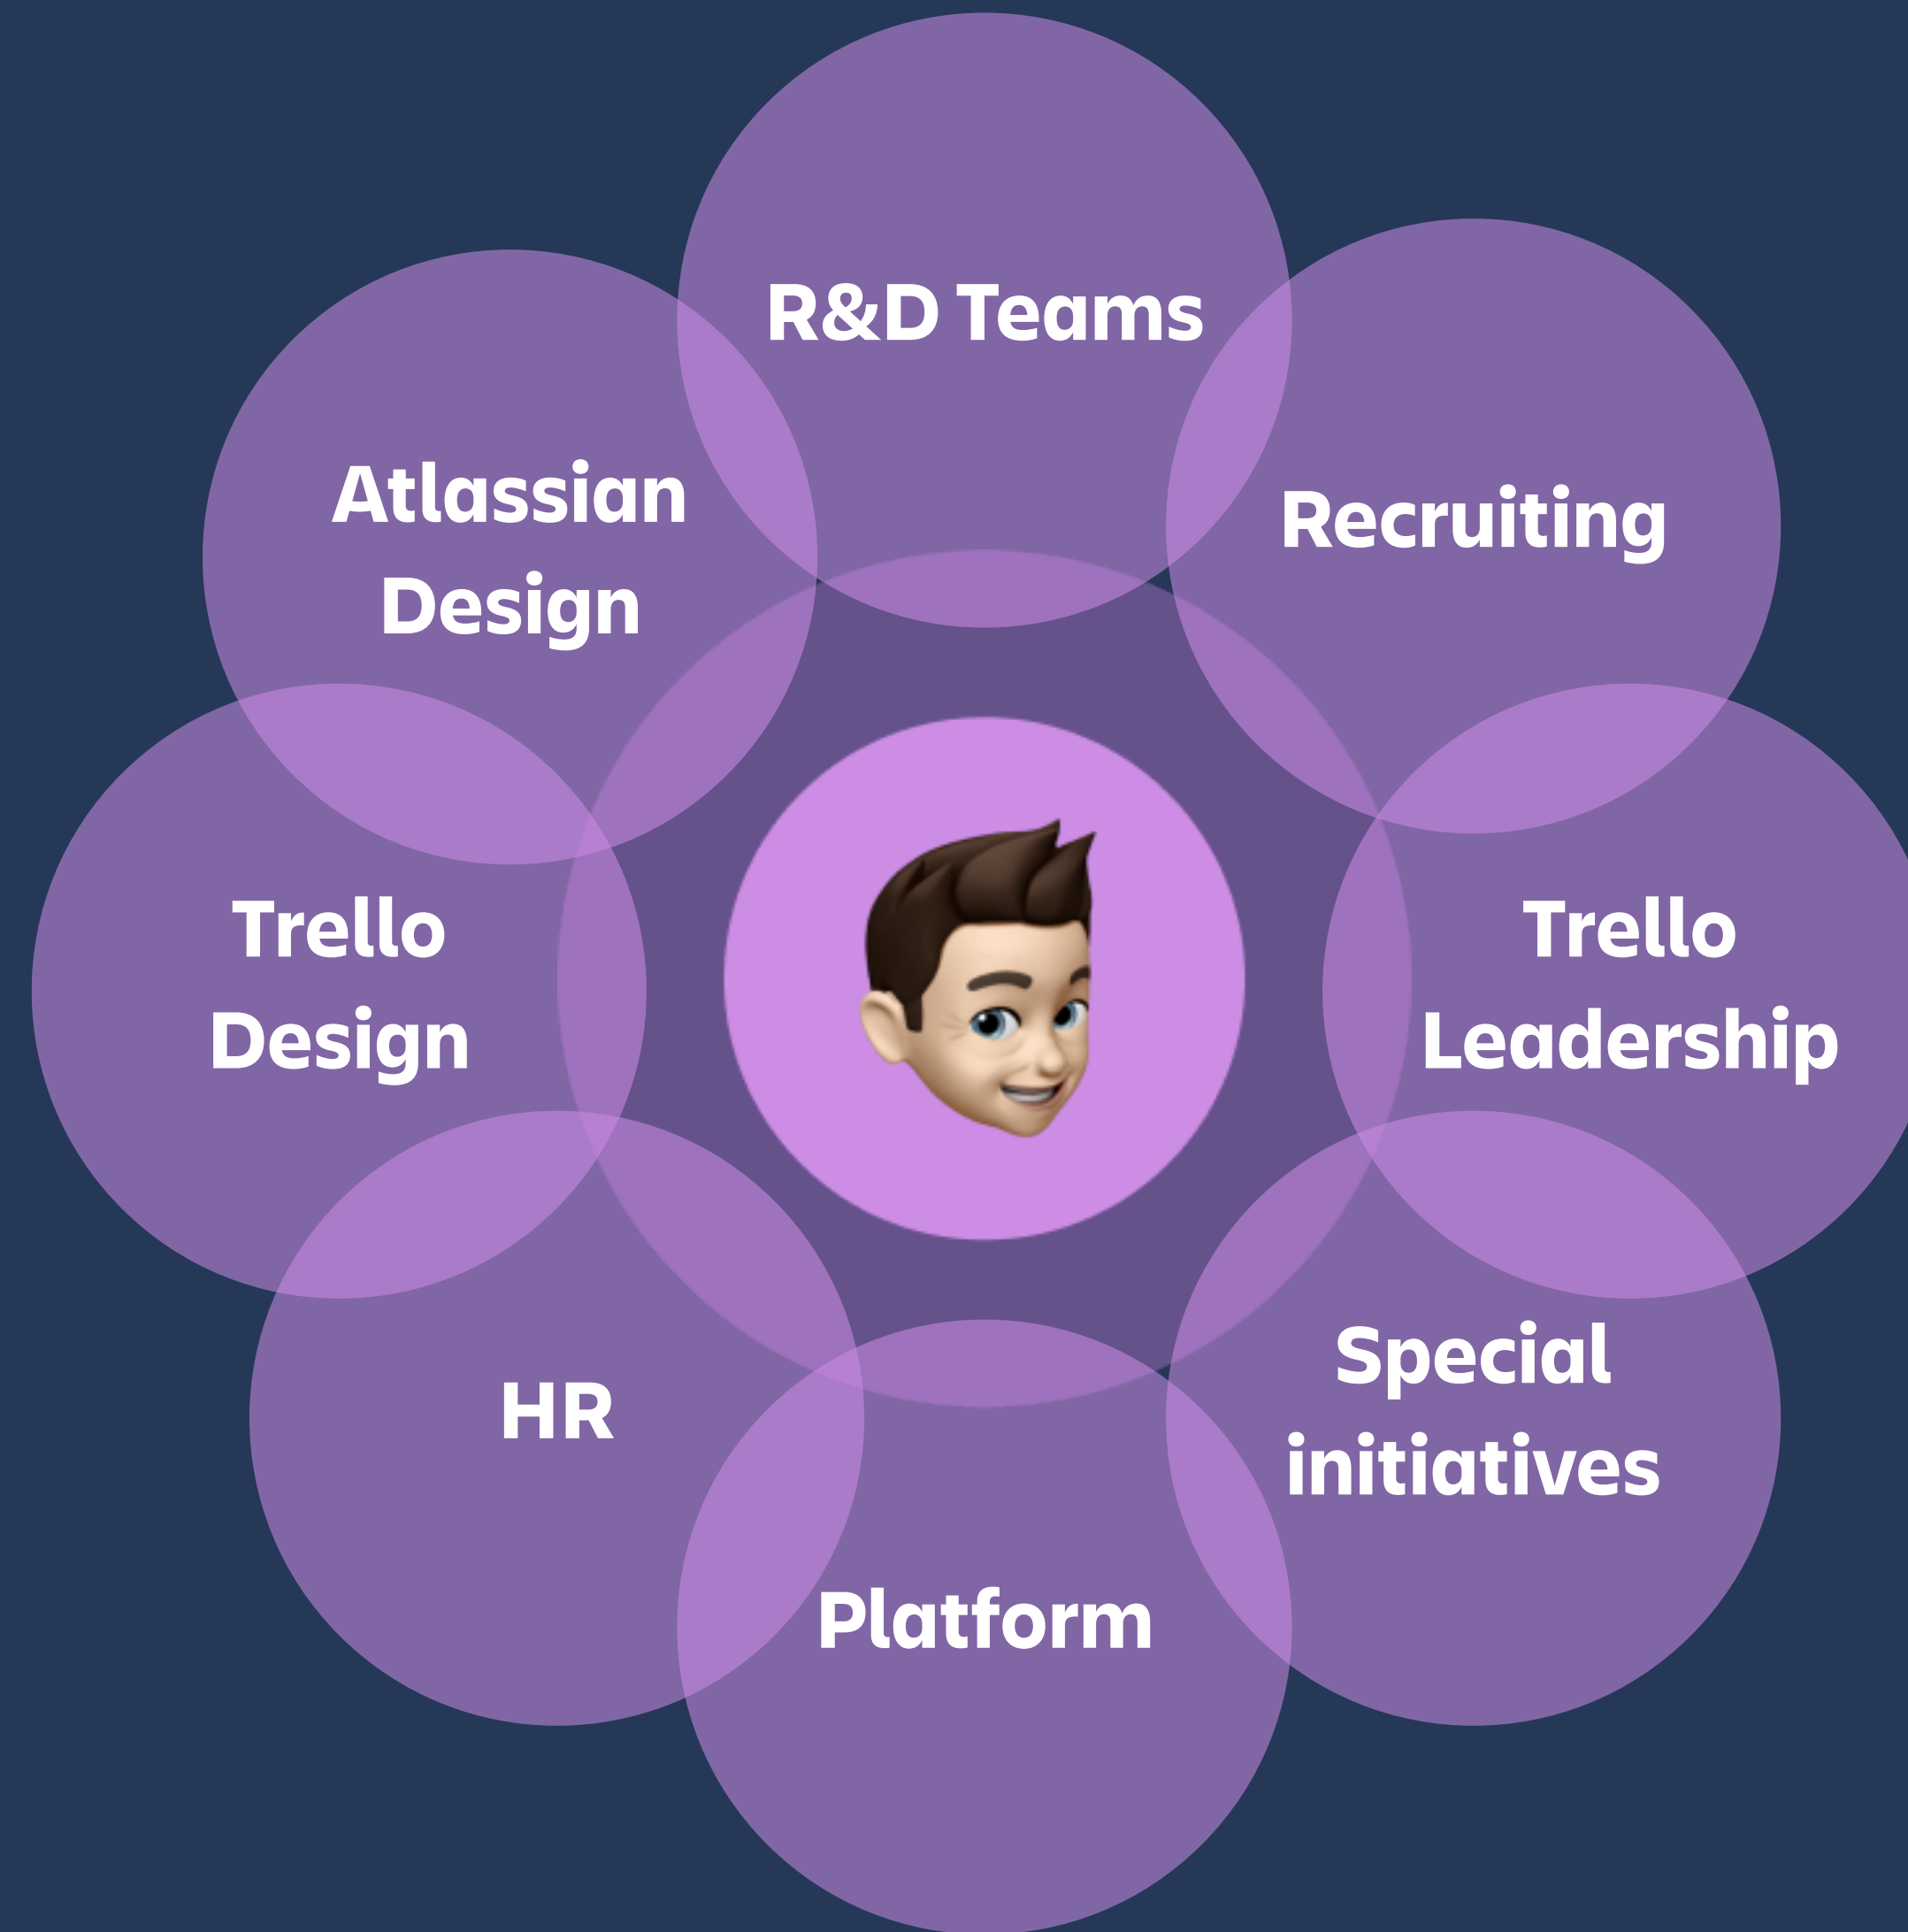 R&D Teams
Atlassian
Design
Recruiting
Trello
Design
Trello
Leadership
HR
Special
initiatives
Platform